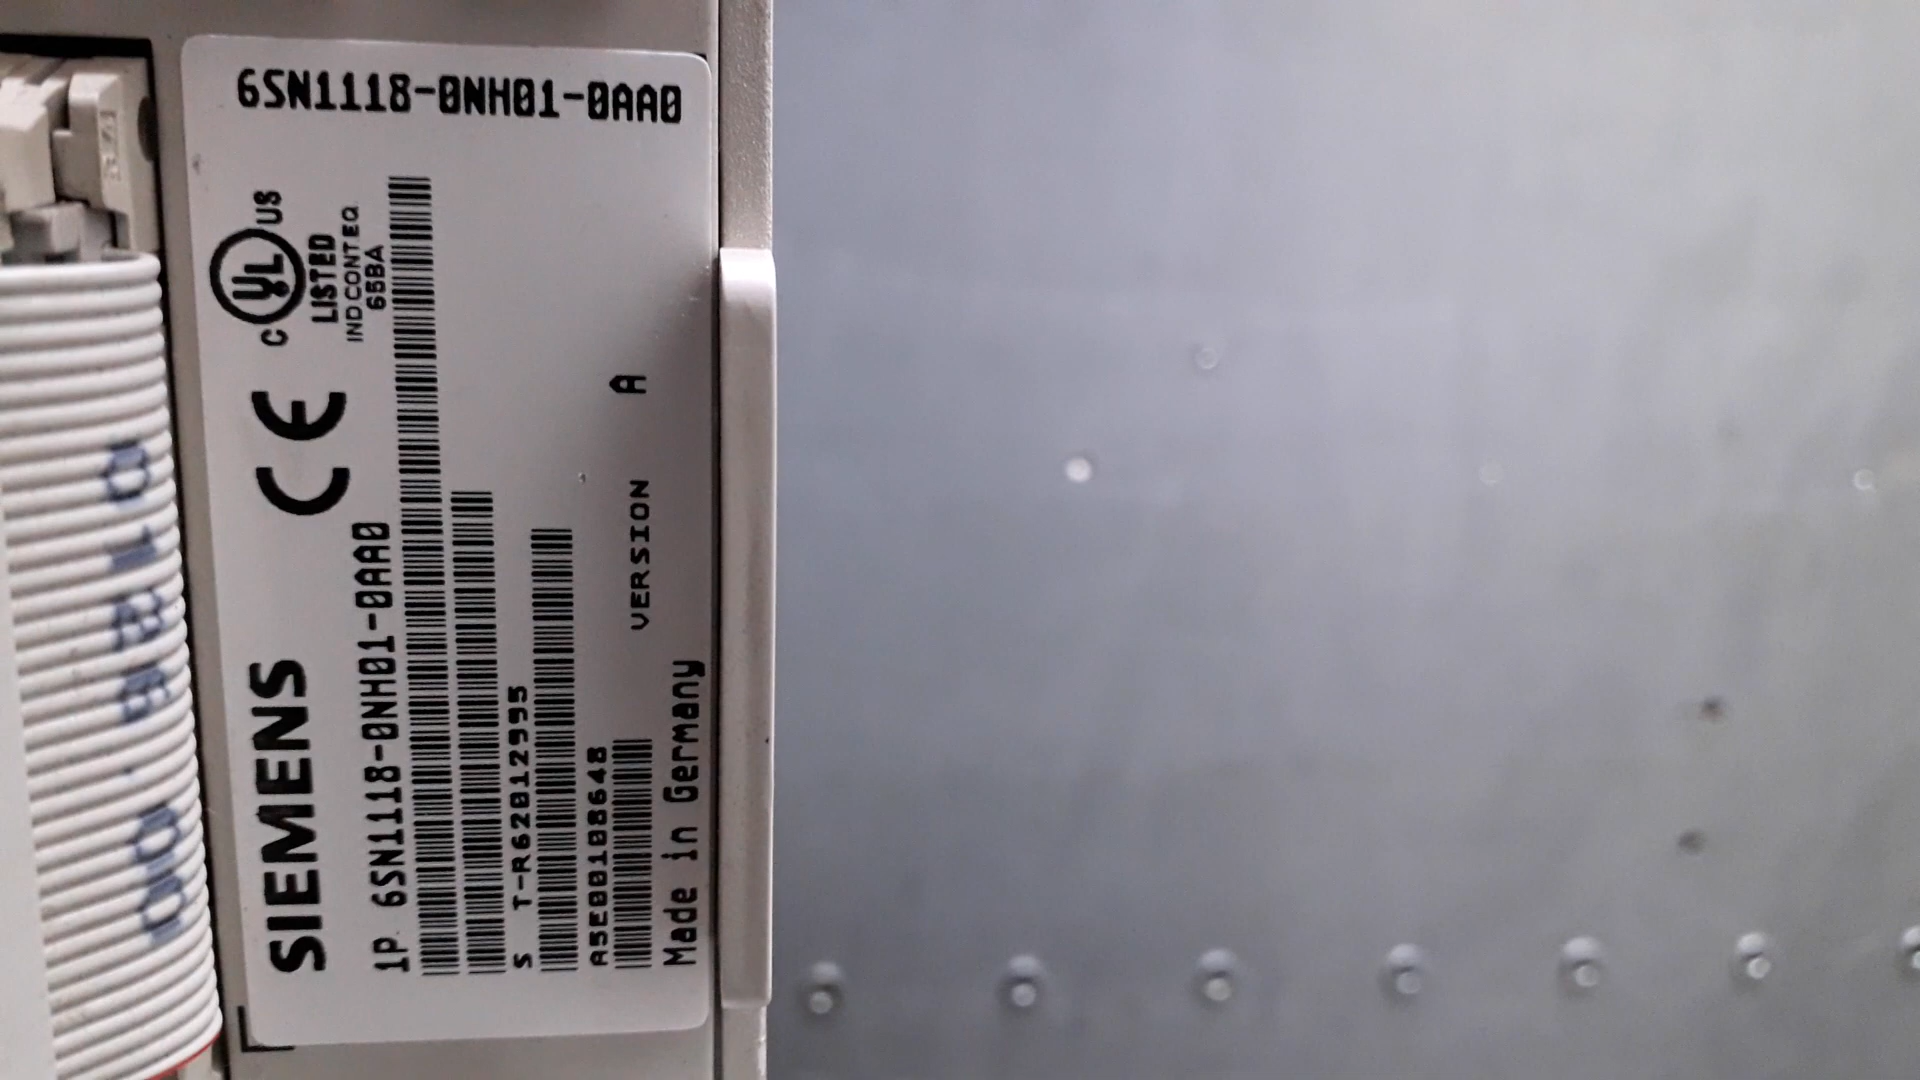 6SN1118-0NH01-0AA0
SIEMENS
CE
C UL US
LISTED
IND CONT EQ
65BA
1P 6SN1118-0NH01-0AA0
S T-R62012995
A5E00108648
VERSION A
Made in Germany